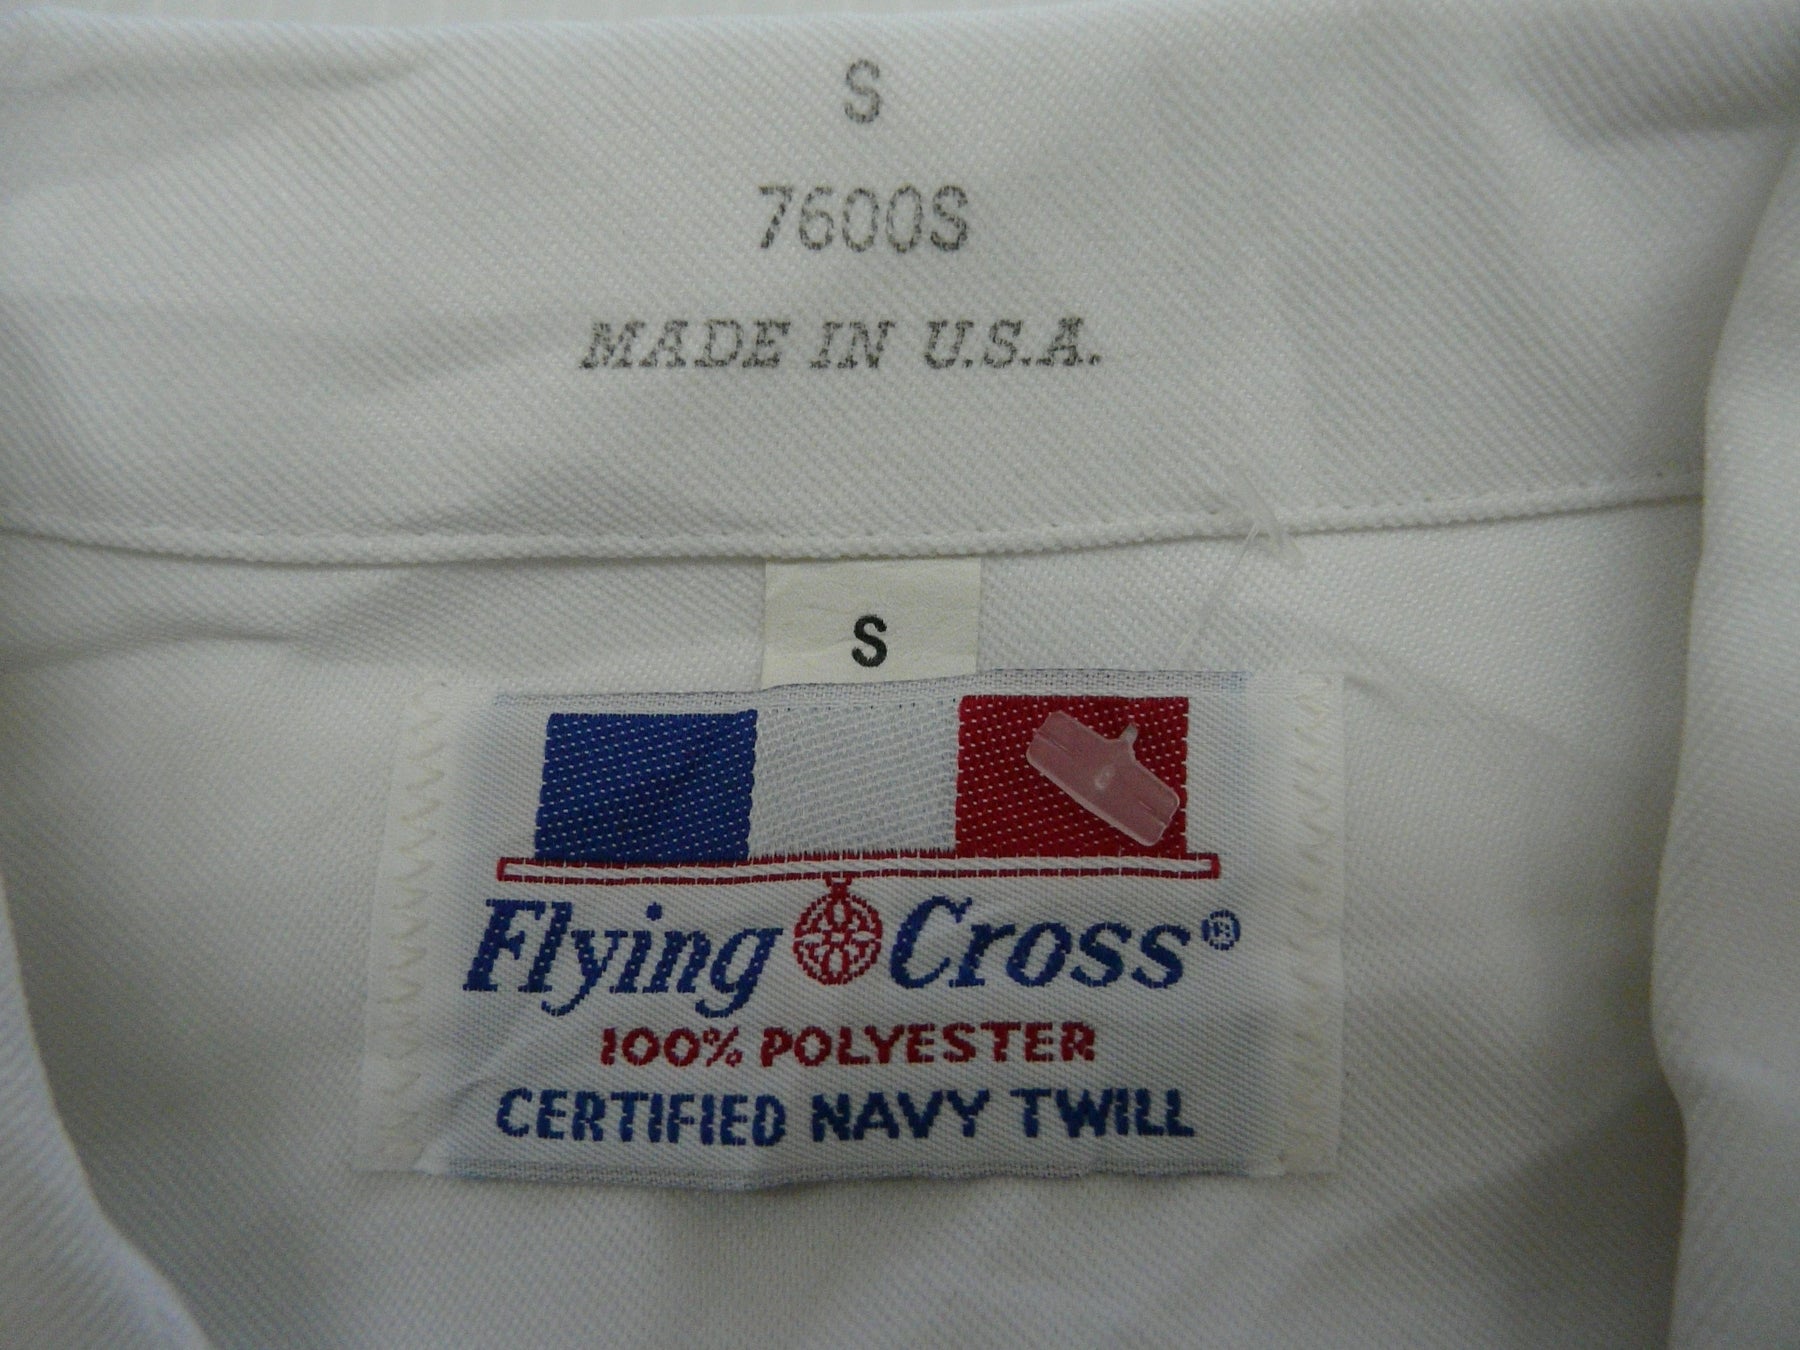 S
7600S
MADE IN U.S.A.
S
Flying Cross®
100% POLYESTER
CERTIFIED NAVY TWILL